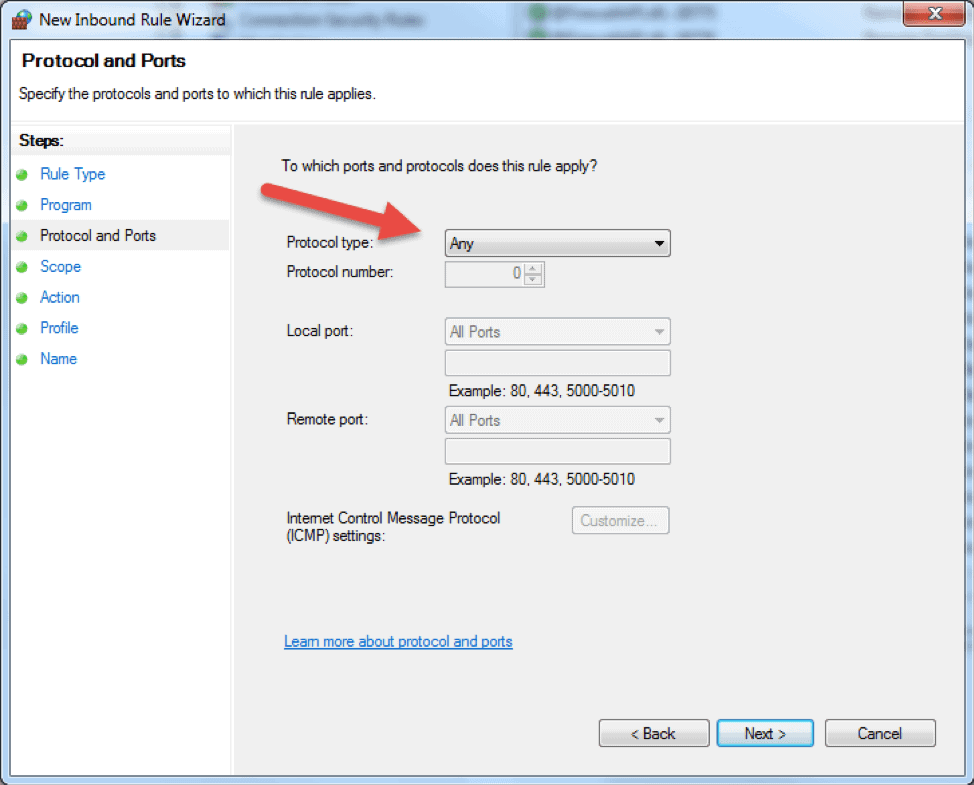 New Inbound Rule Wizard
Connection Security Rules
Protocol and Ports
Specify the protocols and ports to which this rule applies.
Steps:
Rule Type
Program
Protocol and Ports
Scope
Action
Profile
Name
To which ports and protocols does this rule apply?
Protocol type:
Any
Protocol number:
0
Local port:
All Ports
Example: 80, 443, 5000-5010
Remote port:
All Ports
Example: 80, 443, 5000-5010
Internet Control Message Protocol
(ICMP) settings:
Customize...
Learn more about protocol and ports
< Back
Next >
Cancel